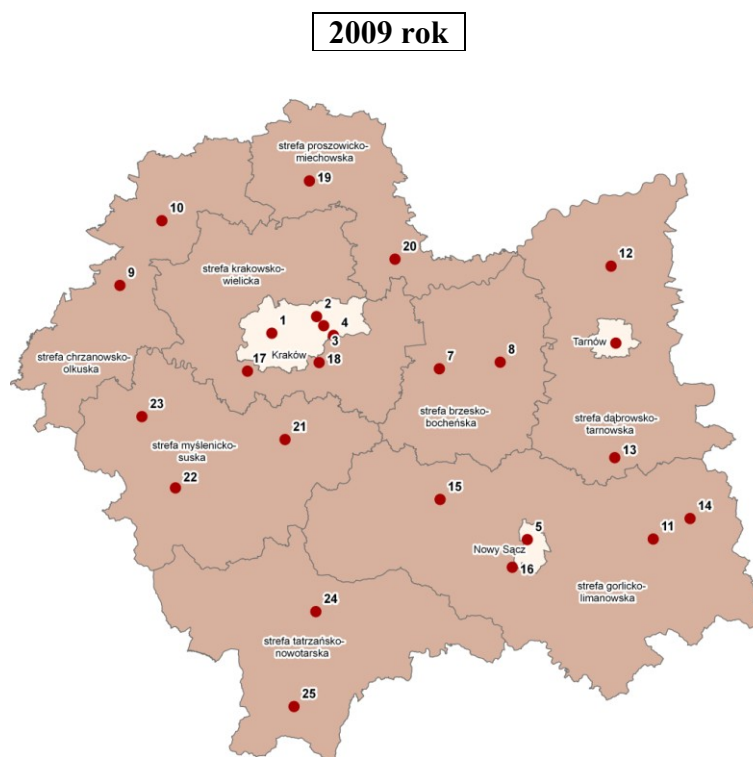 2009 rok
strefa proszowicko-
miechowska
19
10
20
12
9
strefa krakowsko-
wielicka
2
1
4
3
Kraków
Tarnów
17
18
7
8
strefa chrzanowsko-
olkuska
strefa brzesko-
bocheńska
strefa dąbrowsko-
tarnowska
23
21
strefa myślenicko-
suska
13
22
15
14
5
11
Nowy Sącz
16
strefa gorlicko-
limanowska
24
strefa tatrzańsko-
nowotarska
25